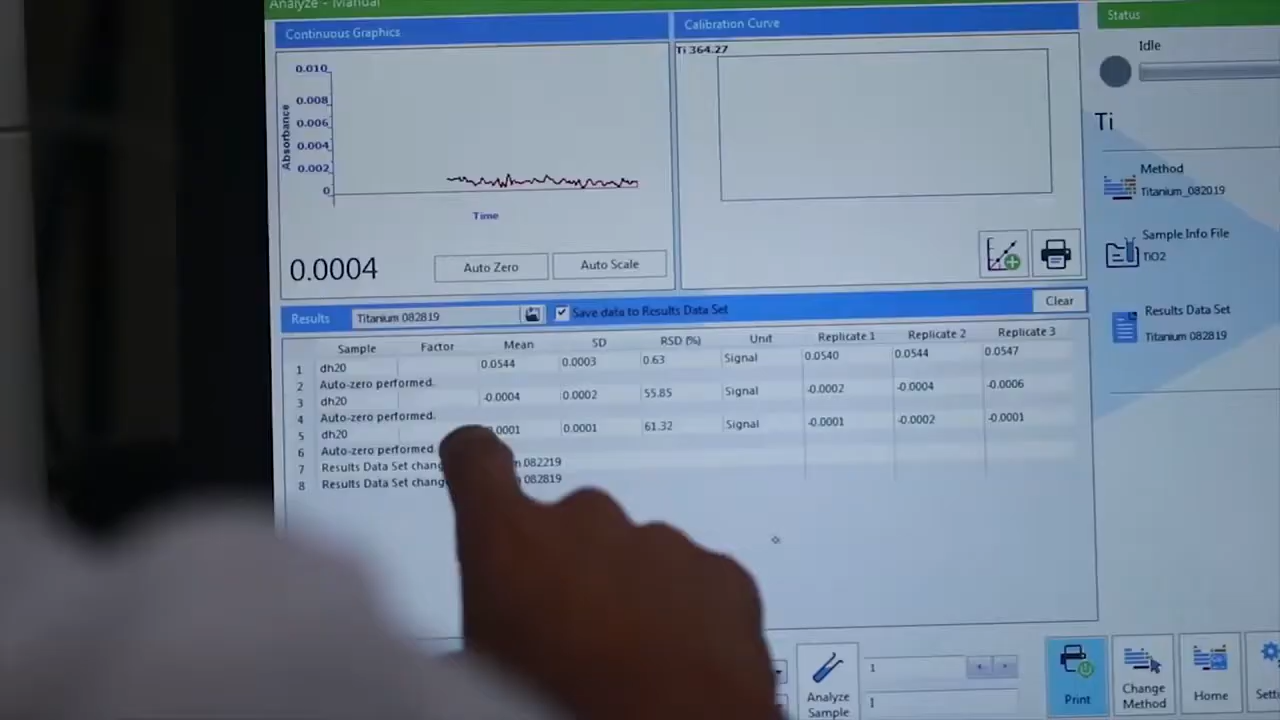 Analyze - Manual
Continuous Graphics
Calibration Curve
Status
Ti 364.27
Idle
0.010
0.008
0.006
0.004
0.002
0
Absorbance
Time
Ti
Method
Titanium_082019
Sample Info File
TiO2
0.0004
Auto Zero
Auto Scale
Results
Titanium 082819
Save data to Results Data Set
Clear
Results Data Set
Titanium 082819
Sample Factor Mean SD RSD (%) Unit Replicate 1 Replicate 2 Replicate 3
1 dh20 0.0544 0.0003 0.63 Signal 0.0540 0.0544 0.0547
2 Auto-zero performed.
3 dh20 -0.0004 0.0002 55.85 Signal -0.0002 -0.0004 -0.0006
4 Auto-zero performed.
5 dh20 0.0001 61.32 Signal -0.0001 -0.0002 -0.0001
6 Auto-zero performed
7 Results Data Set 082219
8 Results Data Set 082819
Analyze Sample
1
1
Print
Change Method
Home